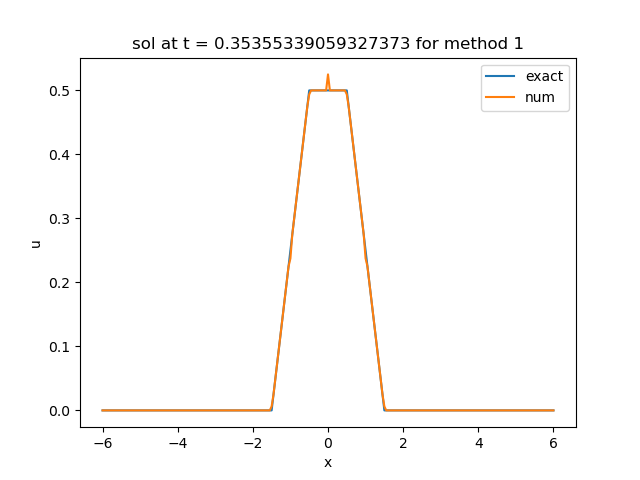 sol at t = 0.35355339059327373 for method 1
exact
num
u
0.5
0.4
0.3
0.2
0.1
0.0
−6 −4 −2 0 2 4 6
x